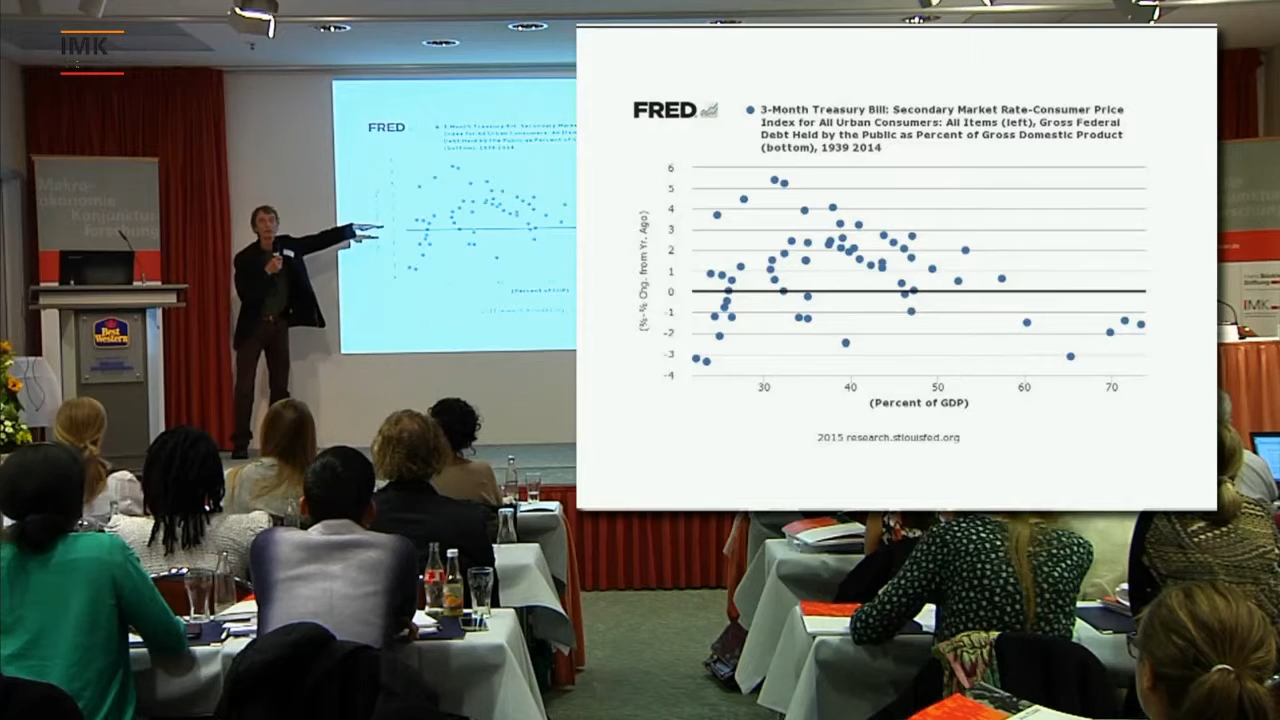 IMK
Makro-
ökonomie
Konjunktur
Forschung
Best
Western
FRED
3-Month Treasury Bill: Secondary Market Rate-Consumer Price
Index for All Urban Consumers: All Items (left), Gross Federal
Debt Held by the Public as Percent of Gross Domestic Product
(bottom), 1939 2014
(%-% Chg. from Yr. Ago)
6
5
4
3
2
1
0
-1
-2
-3
-4
30 40 50 60 70
(Percent of GDP)
2015 research.stlouisfed.org
FRED
(Percent of GDP)
IMK